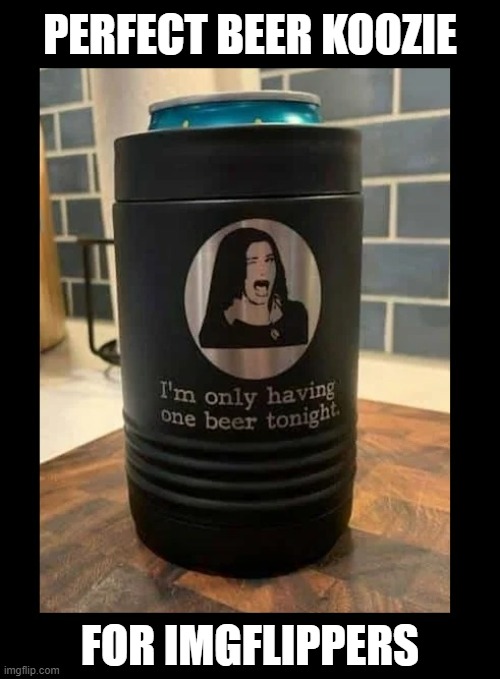 PERFECT BEER KOOZIE
I'm only having
one beer tonight.
FOR IMGFLIPPERS
imgflip.com